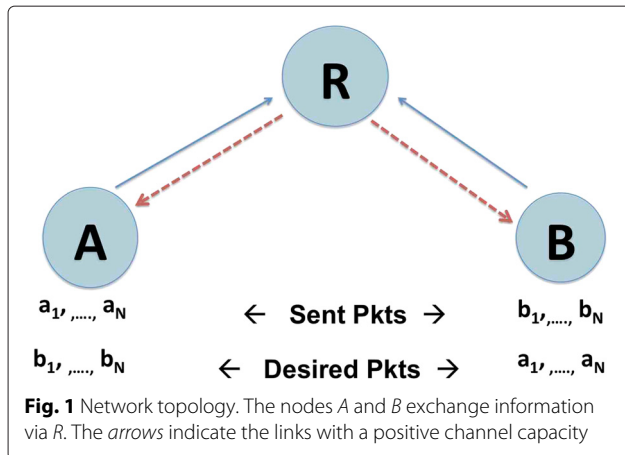 R
A
B
a1, ,...., aN
← Sent Pkts →
b1, ,...., bN
b1, ,...., bN
← Desired Pkts →
a1, ,...., aN
Fig. 1 Network topology. The nodes A and B exchange information
via R. The arrows indicate the links with a positive channel capacity